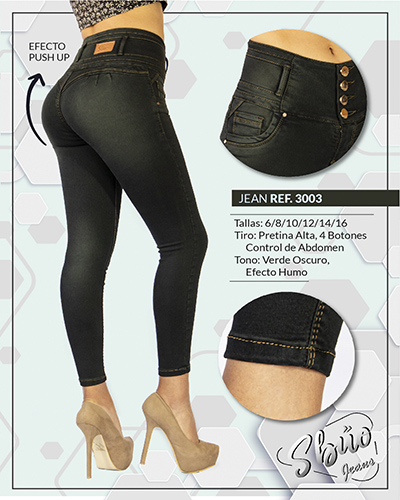 EFECTO
PUSH UP
JEAN REF. 3003
Tallas: 6/8/10/12/14/16
Tiro: Pretina Alta, 4 Botones
Control de Abdomen
Tono: Verde Oscuro,
Efecto Humo
Sbüo
Jeans